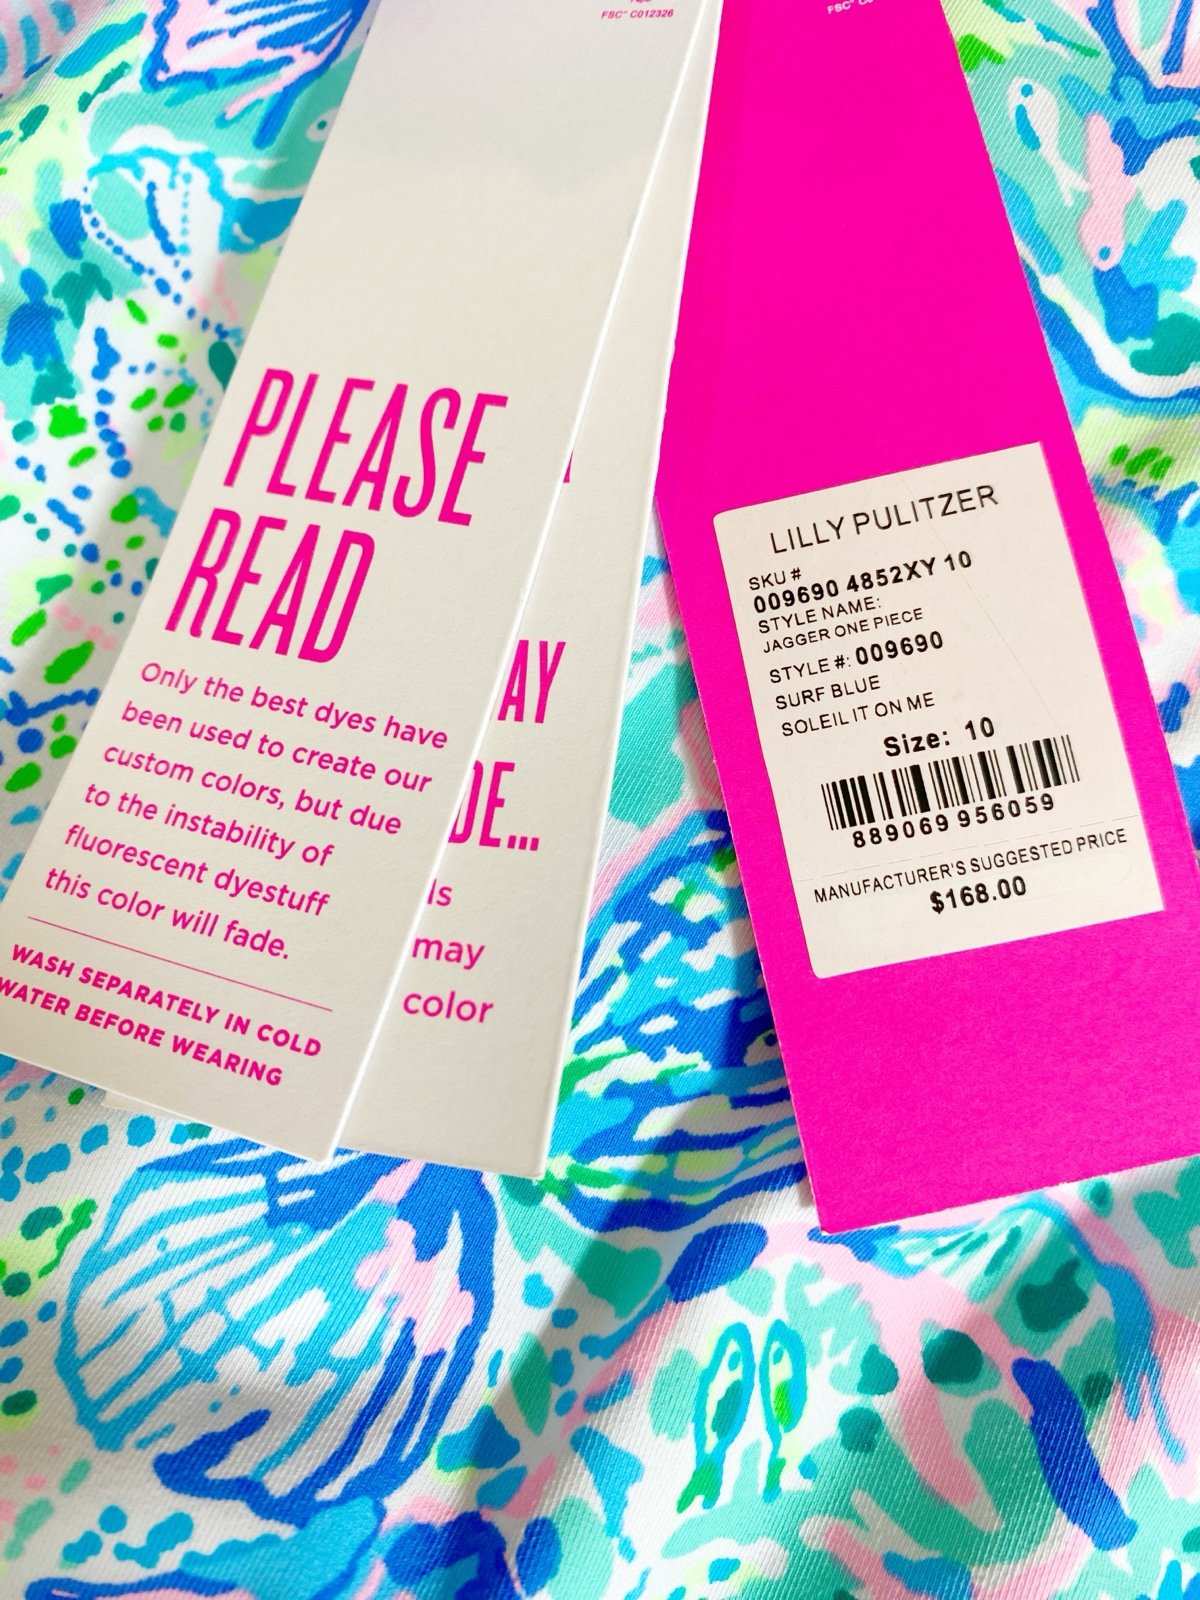 FSC™ C012326
PLEASE
READ
Only the best dyes have
been used to create our
custom colors, but due
to the instability of
fluorescent dyestuff
this color will fade.
WASH SEPARATELY IN COLD
WATER BEFORE WEARING
AY
DE...
ls
may
color
FSC™
LILLY PULITZER
SKU #
009690 4852XY 10
STYLE NAME:
JAGGER ONE PIECE
STYLE #: 009690
SURF BLUE
SOLEIL IT ON ME
Size: 10
889069 956059
MANUFACTURER'S SUGGESTED PRICE
$168.00